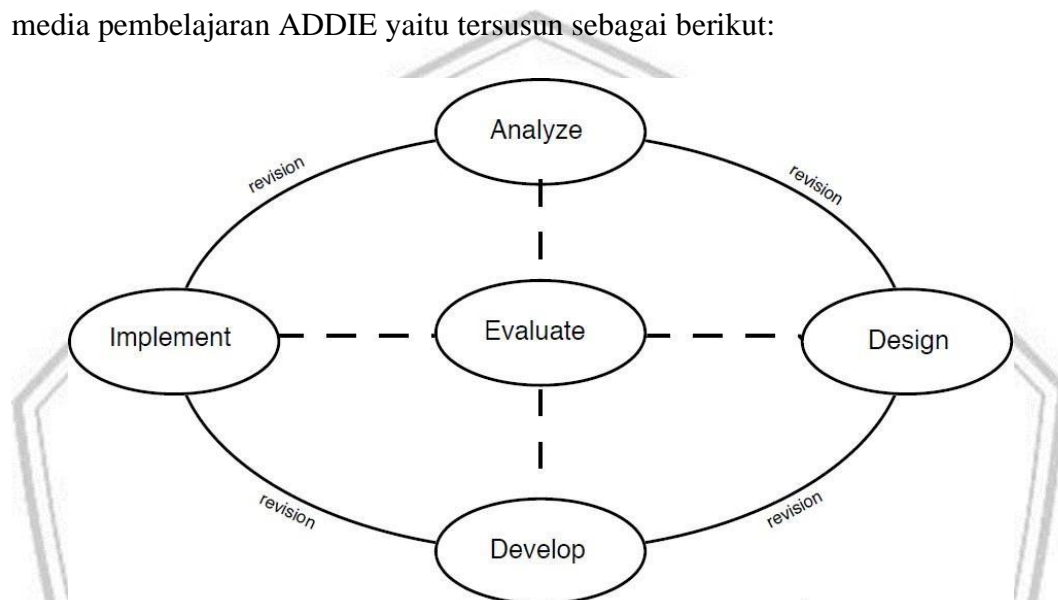 media pembelajaran ADDIE yaitu tersusun sebagai berikut:
Analyze
revision
revision
Implement
Evaluate
Design
revision
revision
Develop